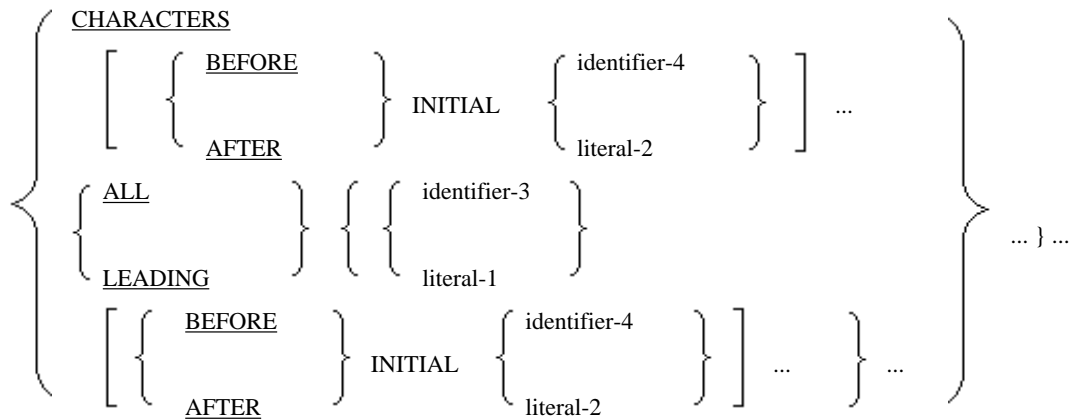 CHARACTERS
BEFORE identifier-4
INITIAL ...
AFTER literal-2
ALL identifier-3
... } ...
LEADING literal-1
BEFORE identifier-4
INITIAL ... ...
AFTER literal-2